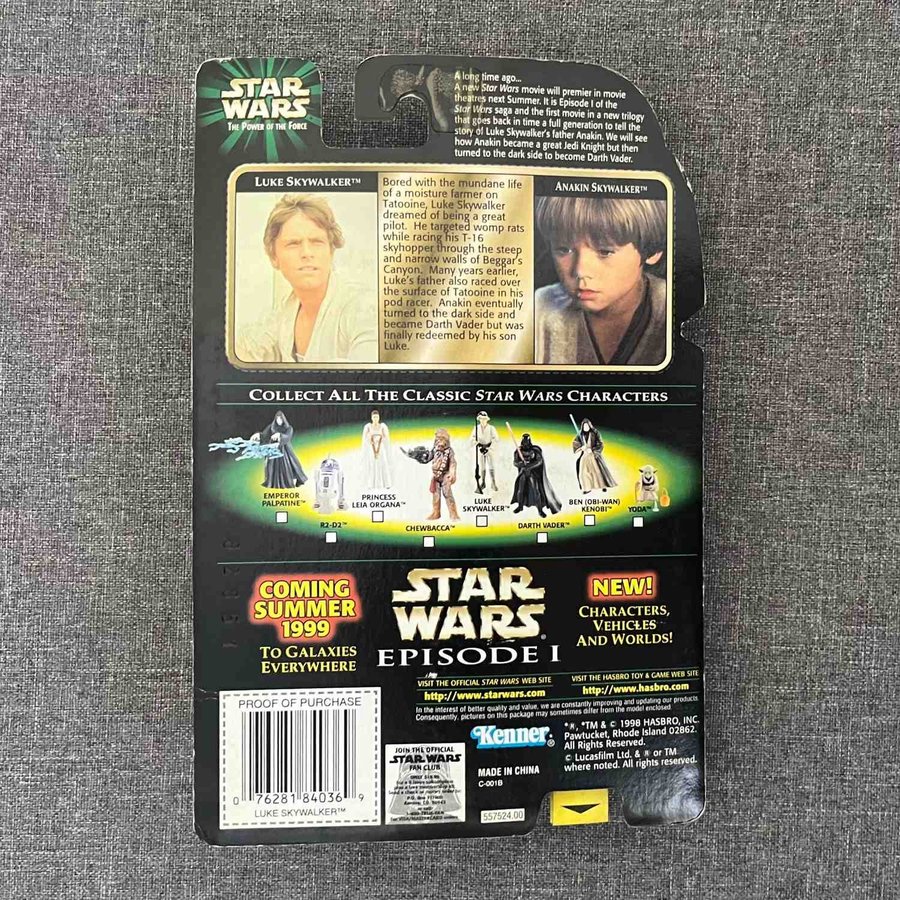 STAR
WARS
THE POWER OF THE FORCE
A long time ago...
A new Star Wars movie will premier in movie
theatres next Summer. It is Episode I of the
Star Wars saga and the first movie in a new trilogy
that goes back in time a full generation to tell the
story of Luke Skywalker's father Anakin. We will see
how Anakin became a great Jedi Knight but then
turned to the dark side to become Darth Vader.
LUKE SKYWALKER™
Bored with the mundane life
of a moisture farmer on
Tatooine, Luke Skywalker
dreamed of being a great
pilot. He targeted womp rats
while racing his T-16
skyhopper through the steep
and narrow walls of Beggar's
Canyon. Many years earlier,
Luke's father also raced over
the surface of Tatooine in his
pod racer. Anakin eventually
turned to the dark side and
became Darth Vader but was
finally redeemed by his son
Luke.
ANAKIN SKYWALKER™
COLLECT ALL THE CLASSIC STAR WARS CHARACTERS
EMPEROR
PALPATINE™
R2-D2™
PRINCESS
LEIA ORGANA™
CHEWBACCA™
LUKE
SKYWALKER™
DARTH VADER™
BEN (OBI-WAN)
KENOBI™
YODA™
COMING
SUMMER
1999
TO GALAXIES
EVERYWHERE
STAR
WARS®
EPISODE I
NEW!
CHARACTERS,
VEHICLES
AND WORLDS!
VISIT THE OFFICIAL STAR WARS WEB SITE
http://www.starwars.com
VISIT THE HASBRO TOY & GAME WEB SITE
http://www.hasbro.com
In the interest of better quality and value, we are constantly improving and updating our products.
Consequently, pictures on this package may sometimes differ from the model enclosed
PROOF OF PURCHASE
0 76281 84036 9
LUKE SKYWALKER™
JOIN THE OFFICIAL
STAR WARS
FAN CLUB
Kenner®
MADE IN CHINA
C-001B
557524.00
*®, *TM & © 1998 HASBRO, INC.
Pawtucket, Rhode Island 02862.
All Rights Reserved.
© Lucasfilm Ltd. & ® or TM
where noted. All rights reserved.